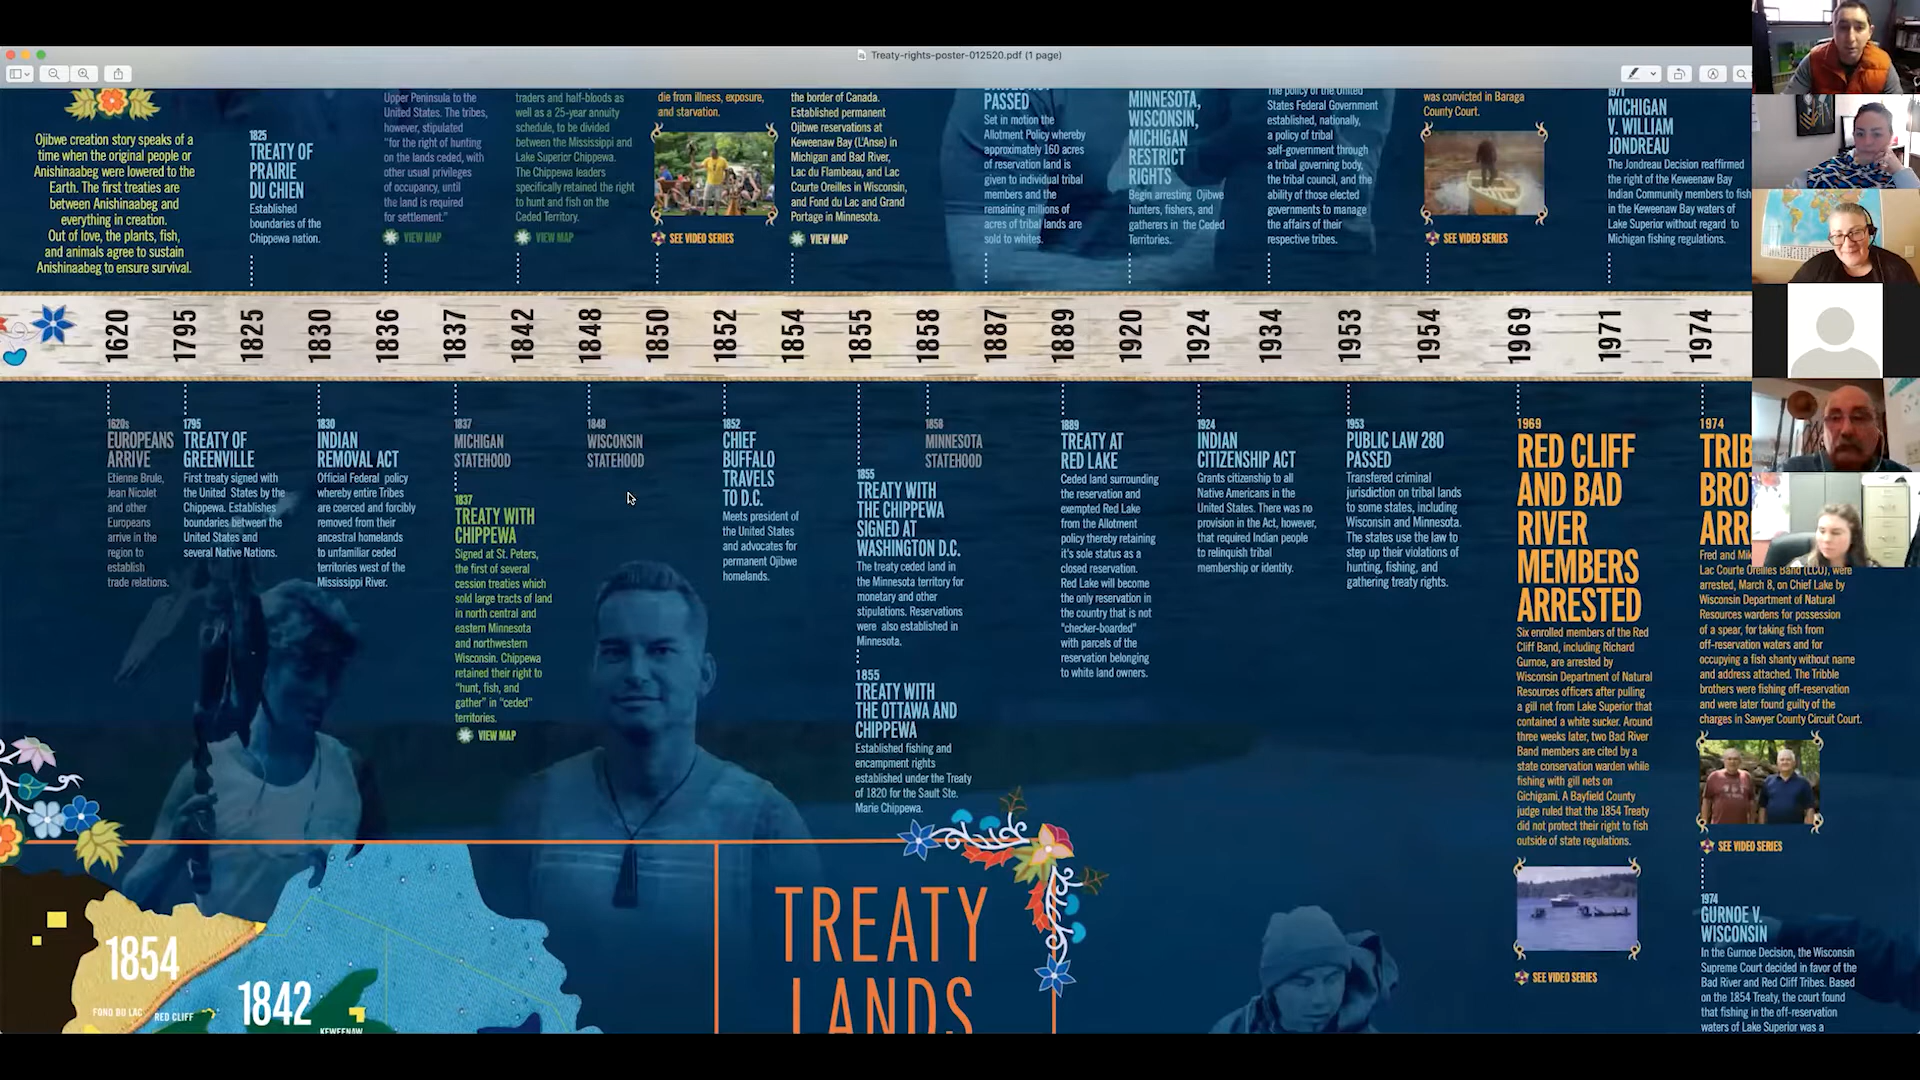 Treaty-rights-poster-012520.pdf (1 page)
Ojibwe creation story speaks of a
time when the original people or
Anishinaabeg were lowered to the
Earth. The first treaties are
between Anishinaabeg and
everything in creation.
Out of love, the plants, fish,
and animals agree to sustain
Anishinaabeg to ensure survival.
1825
TREATY OF
PRAIRIE
DU CHIEN
Established
boundaries of the
Chippewa nation.
Upper Peninsula to the
United States. The tribes,
however, stipulated
"for the right of hunting
on the lands ceded, with
other usual privileges
of occupancy, until
the land is required
for settlement."
VIEW MAP
traders and half-bloods as
well as a 25-year annuity
schedule, to be divided
between the Mississippi and
Lake Superior Chippewa.
The Chippewa leaders
specifically retained the right
to hunt and fish on the
Ceded Territory.
VIEW MAP
die from illness, exposure,
and starvation.
SEE VIDEO SERIES
the border of Canada.
Established permanent
Ojibwe reservations at
Keweenaw Bay (L'Anse) in
Michigan and Bad River,
Lac du Flambeau, and Lac
Courte Oreilles in Wisconsin,
and Fond du Lac and Grand
Portage in Minnesota.
VIEW MAP
PASSED
Set in motion the
Allotment Policy whereby
approximately 160 acres
of reservation land is
given to individual tribal
members and the
remaining millions of
acres of tribal lands are
sold to whites.
MINNESOTA,
WISCONSIN,
MICHIGAN
RESTRICT
RIGHTS
Begin arresting Ojibwe
hunters, fishers, and
gatherers in the Ceded
Territories.
The policy of the United
States Federal Government
established, nationally,
a policy of tribal
self-government through
a tribal governing body,
the tribal council, and the
ability of those elected
governments to manage
the affairs of their
respective tribes.
was convicted in Baraga
County Court.
SEE VIDEO SERIES
1971
MICHIGAN
V. WILLIAM
JONDREAU
The Jondreau Decision reaffirmed
the right of the Keweenaw Bay
Indian Community members to fish
in the Keweenaw Bay waters of
Lake Superior without regard to
Michigan fishing regulations.
1620 1795 1825 1830 1836 1837 1842 1848 1850 1852 1854 1855 1858 1887 1889 1920 1924 1934 1953 1954 1969 1971 1974
1620s
EUROPEANS
ARRIVE
Etienne Brule,
Jean Nicolet
and other
Europeans
arrive in the
region to
establish
trade relations.
1795
TREATY OF
GREENVILLE
First treaty signed with
the United States by the
Chippewa. Establishes
boundaries between the
United States and
several Native Nations.
1830
INDIAN
REMOVAL ACT
Official Federal policy
whereby entire Tribes
are coerced and forcibly
removed from their
ancestral homelands
to unfamiliar ceded
territories west of the
Mississippi River.
1837
MICHIGAN
STATEHOOD
1837
TREATY WITH
CHIPPEWA
Signed at St. Peters,
the first of several
cession treaties which
sold large tracts of land
in north central and
eastern Minnesota
and northwestern
Wisconsin. Chippewa
retained their right to
"hunt, fish, and
gather" in "ceded"
territories.
VIEW MAP
1848
WISCONSIN
STATEHOOD
1852
CHIEF
BUFFALO
TRAVELS
TO D.C.
Meets president of
the United States
and advocates for
permanent Ojibwe
homelands.
1855
TREATY WITH
THE CHIPPEWA
SIGNED AT
WASHINGTON D.C.
The treaty ceded land in
the Minnesota territory for
monetary and other
stipulations. Reservations
were also established in
Minnesota.
1855
TREATY WITH
THE OTTAWA AND
CHIPPEWA
Established fishing and
encampment rights
established under the Treaty
of 1820 for the Sault Ste.
Marie Chippewa.
1858
MINNESOTA
STATEHOOD
1889
TREATY AT
RED LAKE
Ceded land surrounding
the reservation and
exempted Red Lake
from the Allotment
policy thereby retaining
it's sole status as a
closed reservation.
Red Lake will become
the only reservation in
the country that is not
"checker-boarded"
with parcels of the
reservation belonging
to white land owners.
1924
INDIAN
CITIZENSHIP ACT
Grants citizenship to all
Native Americans in the
United States. There was no
provision in the Act, however,
that required Indian people
to relinquish tribal
membership or identity.
1953
PUBLIC LAW 280
PASSED
Transfered criminal
jurisdiction on tribal lands
to some states, including
Wisconsin and Minnesota.
The states use the law to
step up their violations of
hunting, fishing, and
gathering treaty rights.
1969
RED CLIFF
AND BAD
RIVER
MEMBERS
ARRESTED
Six enrolled members of the Red
Cliff Band, including Richard
Gurnoe, are arrested by
Wisconsin Department of Natural
Resources officers after pulling
a gill net from Lake Superior that
contained a white sucker. Around
three weeks later, two Bad River
Band members are cited by a
state conservation warden while
fishing with gill nets on
Gichigami. A Bayfield County
judge ruled that the 1854 Treaty
did not protect their right to fish
outside of state regulations.
SEE VIDEO SERIES
1974
TRIB
BRO
ARR
Fred and Mik
Lac Courte Oreilles Band (LCO), were
arrested, March 8, on Chief Lake by
Wisconsin Department of Natural
Resources wardens for possession
of a spear, for taking fish from
off-reservation waters and for
occupying a fish shanty without name
and address attached. The Tribble
brothers were fishing off-reservation
and were later found guilty of the
charges in Sawyer County Circuit Court.
SEE VIDEO SERIES
1974
GURNOE V.
WISCONSIN
In the Gurnoe Decision, the Wisconsin
Supreme Court decided in favor of the
Bad River and Red Cliff Tribes. Based
on the 1854 Treaty, the court found
that fishing in the off-reservation
waters of Lake Superior was a
1854
FOND DU LAC
RED CLIFF
1842
KEWEENAW
TREATY
LANDS